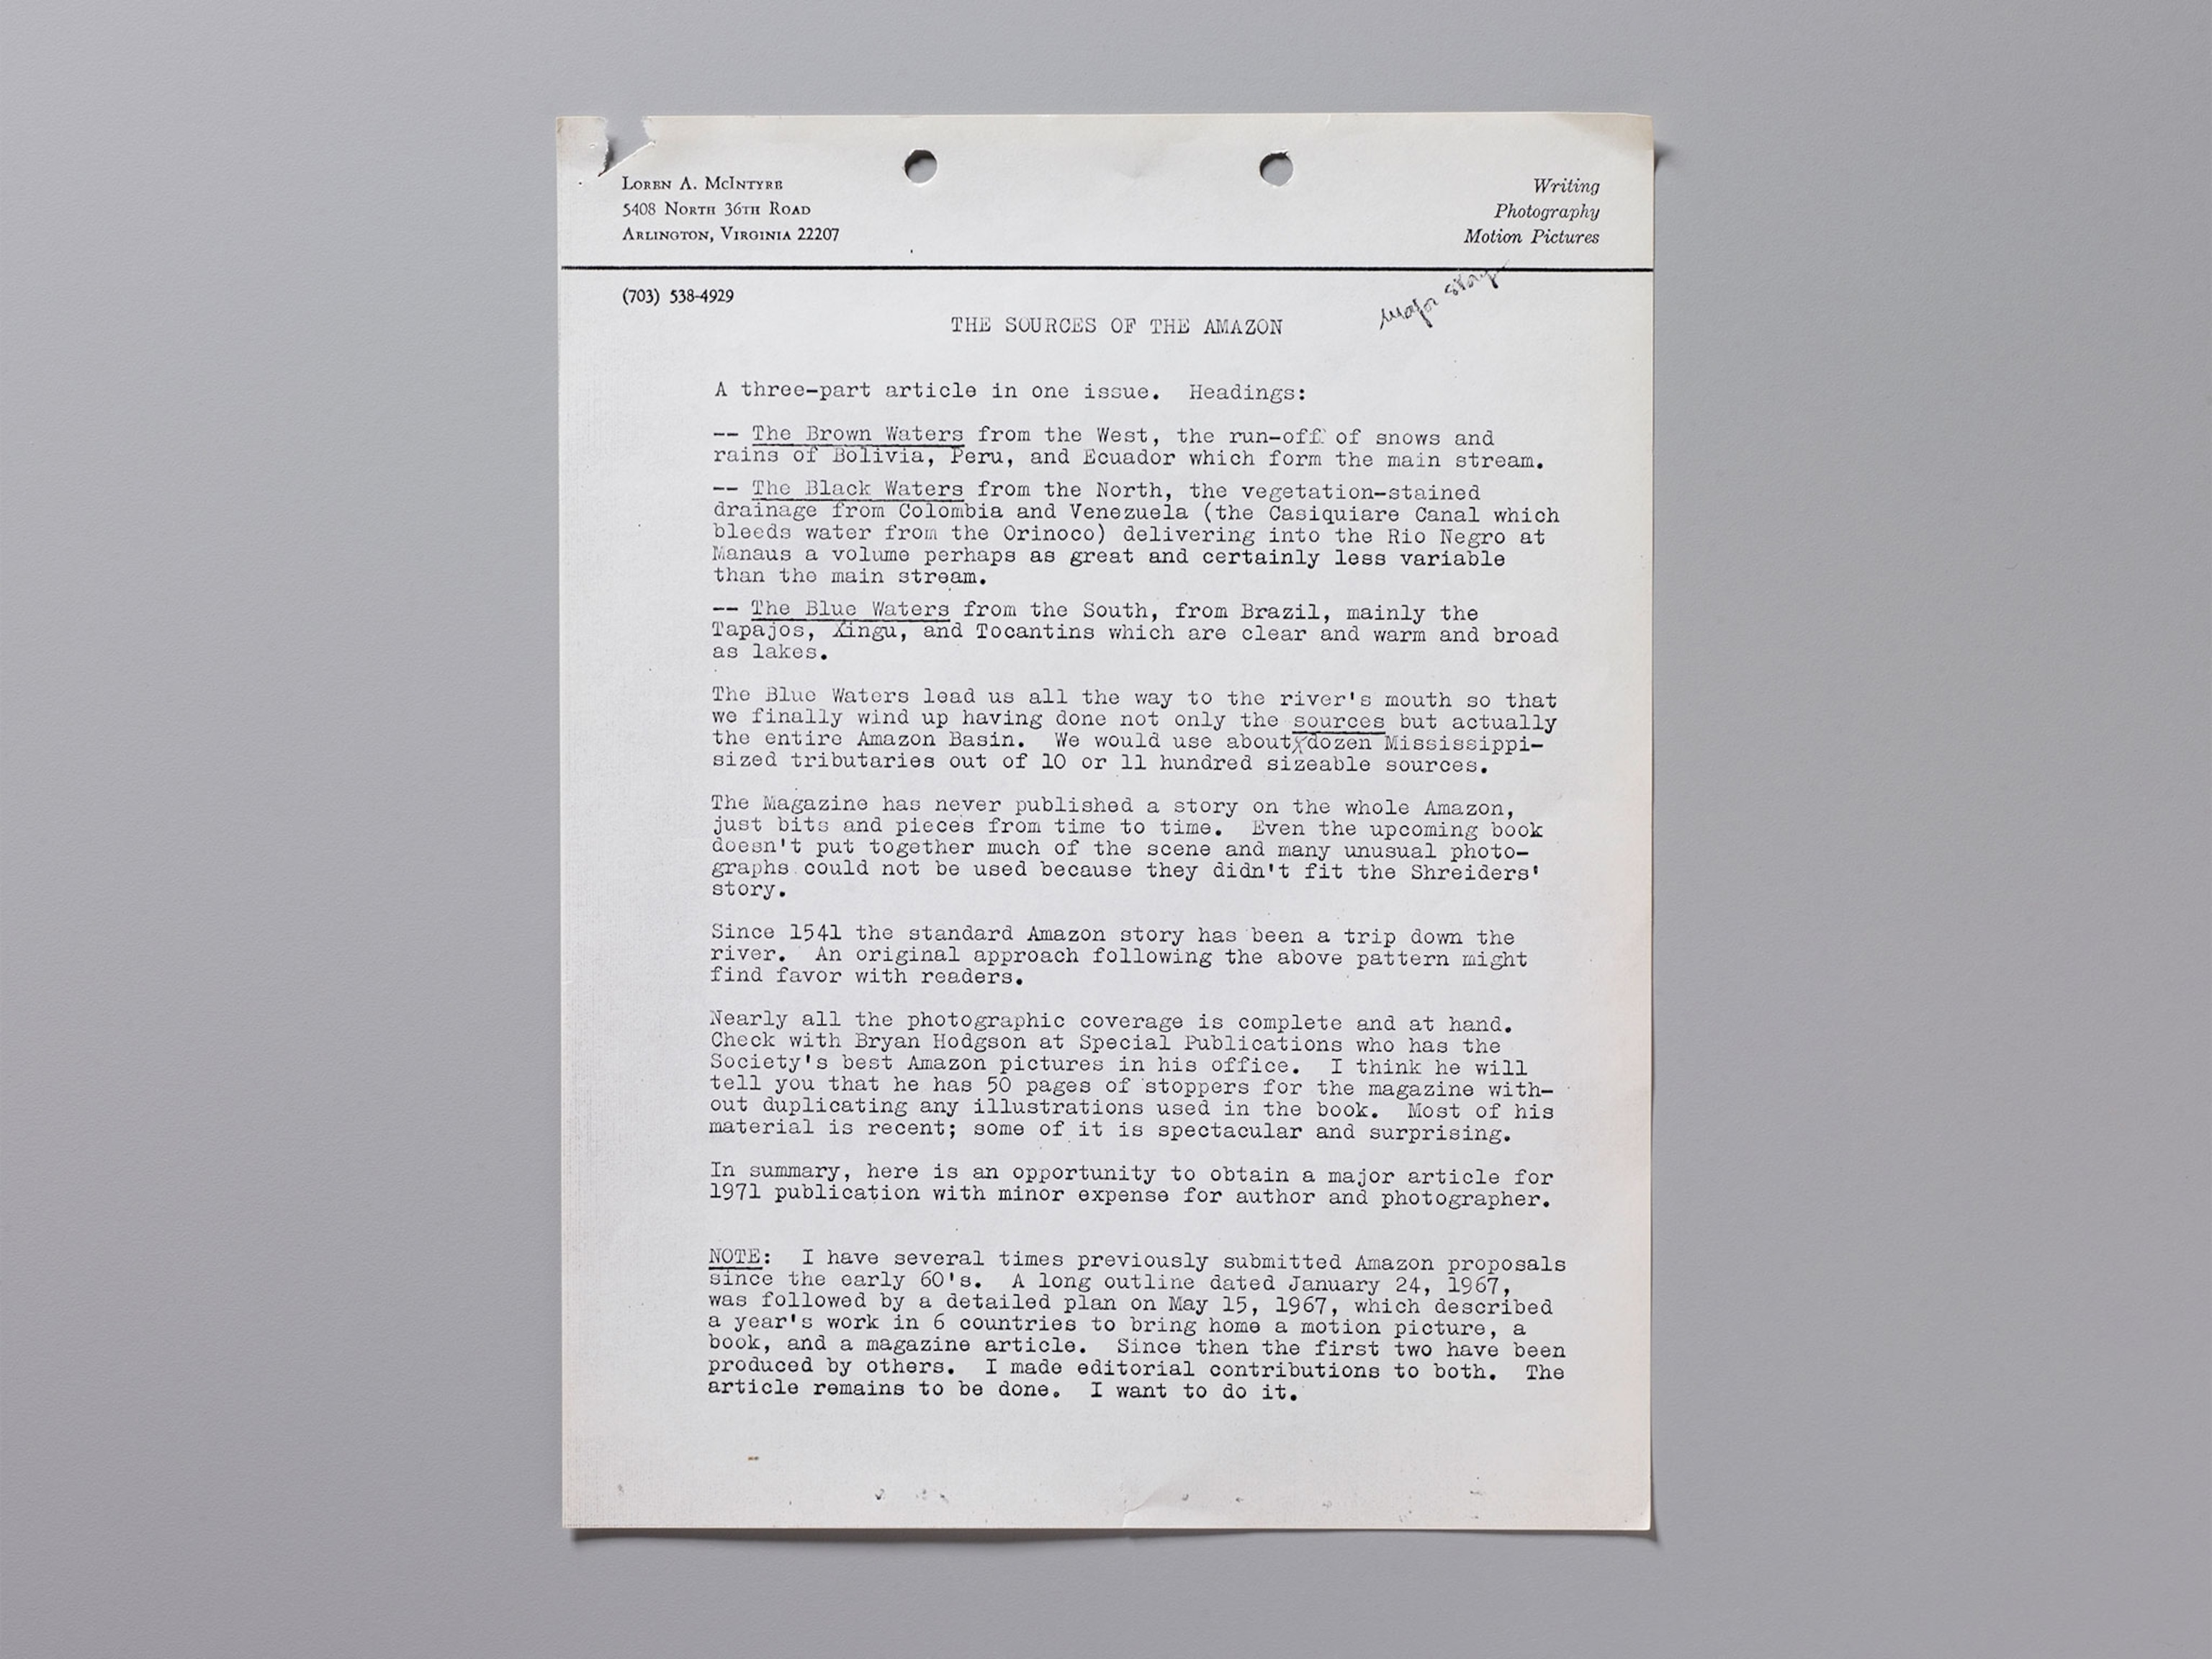 LOREN A. MCINTYRE
5408 NORTH 36TH ROAD
ARLINGTON, VIRGINIA 22207
Writing
Photography
Motion Pictures
(703) 538-4929
Major story
THE SOURCES OF THE AMAZON
A three-part article in one issue. Headings:
-- The Brown Waters from the West, the run-off of snows and
rains of Bolivia, Peru, and Ecuador which form the main stream.
-- The Black Waters from the North, the vegetation-stained
drainage from Colombia and Venezuela (the Casiquiare Canal which
bleeds water from the Orinoco) delivering into the Rio Negro at
Manaus a volume perhaps as great and certainly less variable
than the main stream.
-- The Blue Waters from the South, from Brazil, mainly the
Tapajos, Xingu, and Tocantins which are clear and warm and broad
as lakes.
The Blue Waters lead us all the way to the river's mouth so that
we finally wind up having done not only the sources but actually
the entire Amazon Basin. We would use about dozen Mississippi-
sized tributaries out of 10 or 11 hundred sizeable sources.
The Magazine has never published a story on the whole Amazon,
just bits and pieces from time to time. Even the upcoming book
doesn't put together much of the scene and many unusual photo-
graphs could not be used because they didn't fit the Shreiders'
story.
Since 1541 the standard Amazon story has been a trip down the
river. An original approach following the above pattern might
find favor with readers.
Nearly all the photographic coverage is complete and at hand.
Check with Bryan Hodgson at Special Publications who has the
Society's best Amazon pictures in his office. I think he will
tell you that he has 50 pages of stoppers for the magazine with-
out duplicating any illustrations used in the book. Most of his
material is recent; some of it is spectacular and surprising.
In summary, here is an opportunity to obtain a major article for
1971 publication with minor expense for author and photographer.
NOTE: I have several times previously submitted Amazon proposals
since the early 60's. A long outline dated January 24, 1967,
was followed by a detailed plan on May 15, 1967, which described
a year's work in 6 countries to bring home a motion picture, a
book, and a magazine article. Since then the first two have been
produced by others. I made editorial contributions to both. The
article remains to be done. I want to do it.